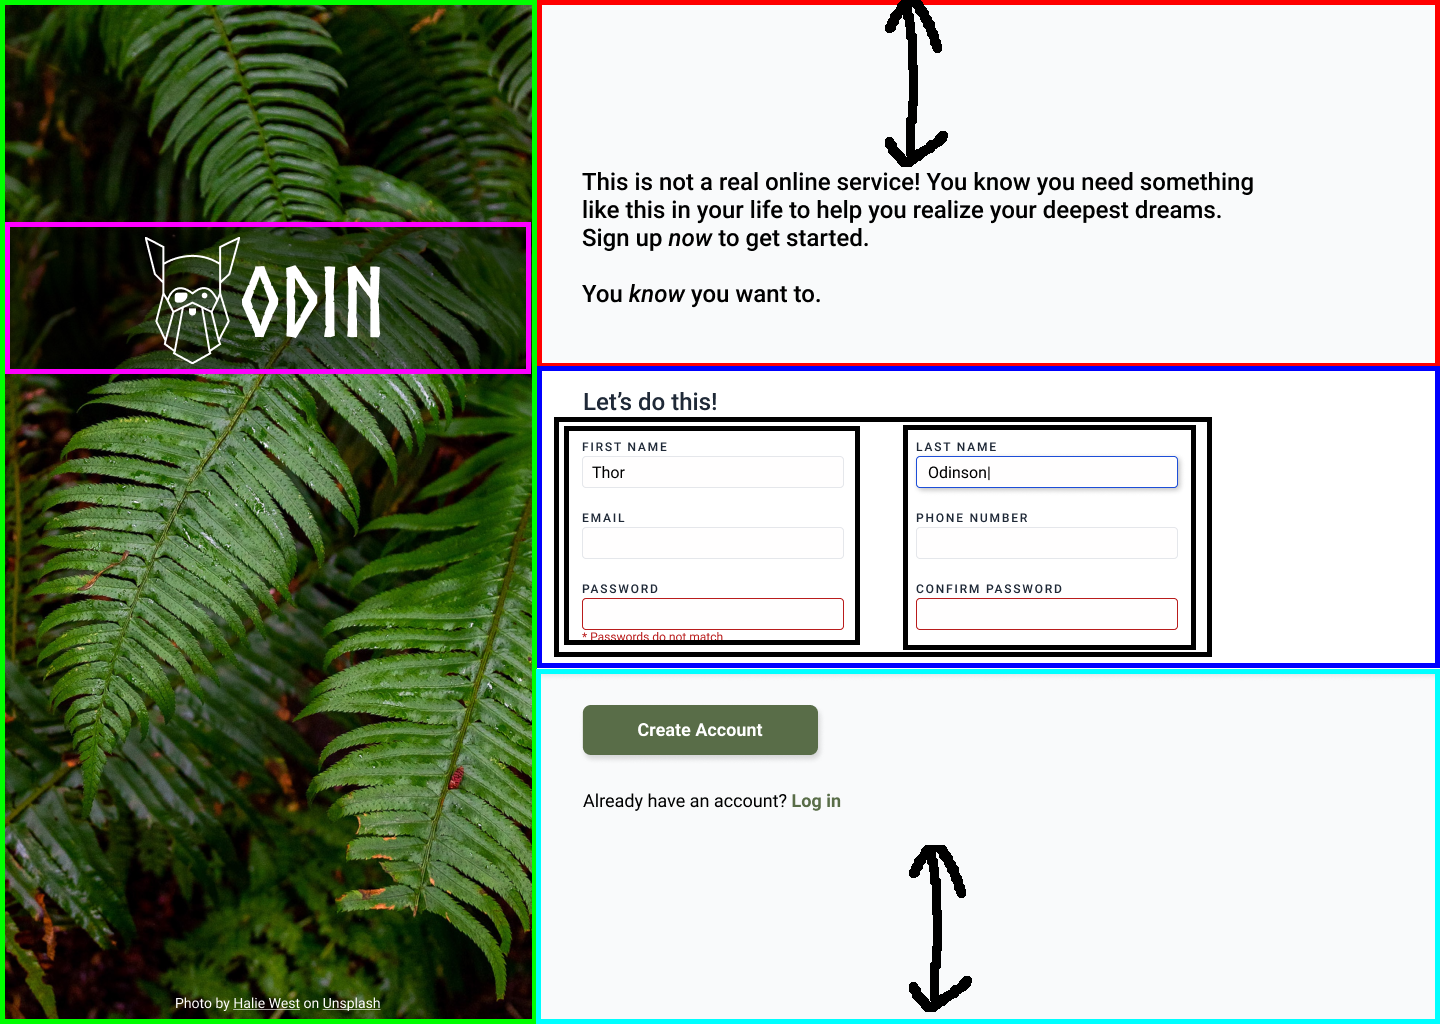 ODIN
Photo by Halie West on Unsplash
This is not a real online service! You know you need something
like this in your life to help you realize your deepest dreams.
Sign up now to get started.
You know you want to.
Let's do this!
FIRST NAME
Thor
LAST NAME
Odinson|
EMAIL
PHONE NUMBER
PASSWORD
* Passwords do not match
CONFIRM PASSWORD
Create Account
Already have an account? Log in